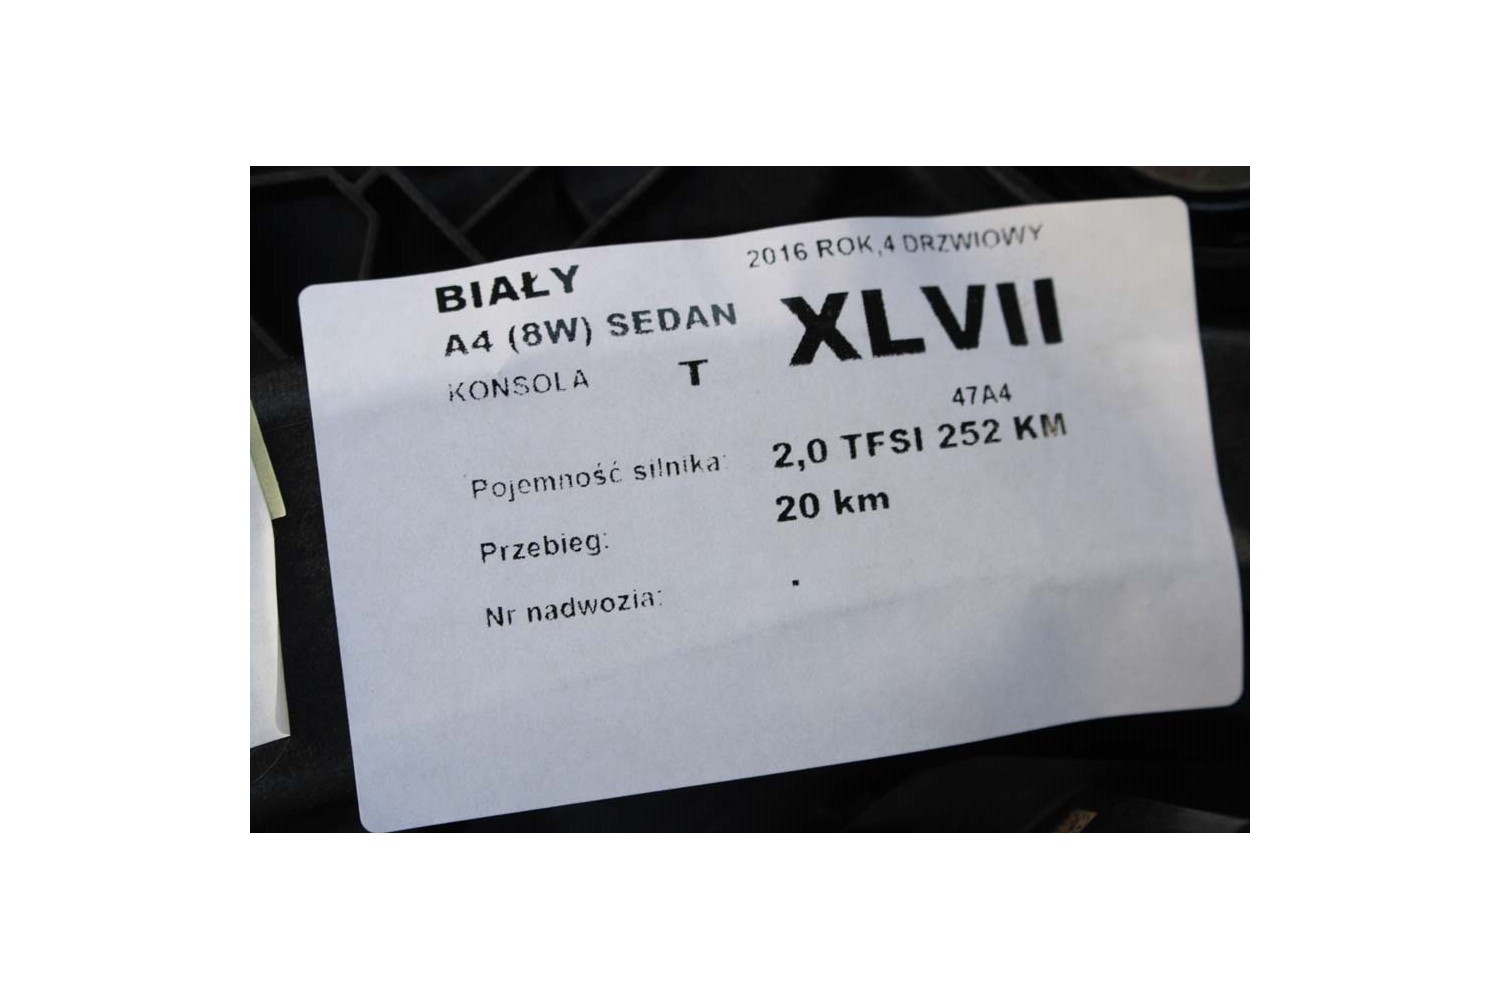 2016 ROK,4 DRZWIOWY
BIAŁY
A4 (8W) SEDAN XLVII
KONSOLA T
47A4
Pojemność silnika: 2,0 TFSI 252 KM
Przebieg: 20 km
Nr nadwozia: .